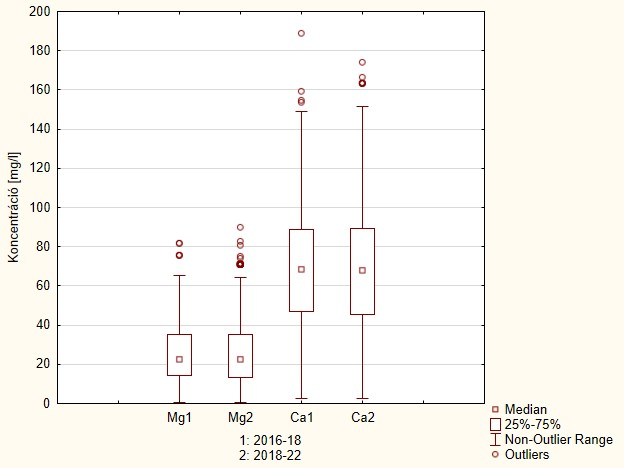 200
180
160
140
120
100
80
60
40
20
0
Koncentráció [mg/l]
Mg1 Mg2 Ca1 Ca2
1: 2016-18
2: 2018-22
Median
25%-75%
Non-Outlier Range
Outliers